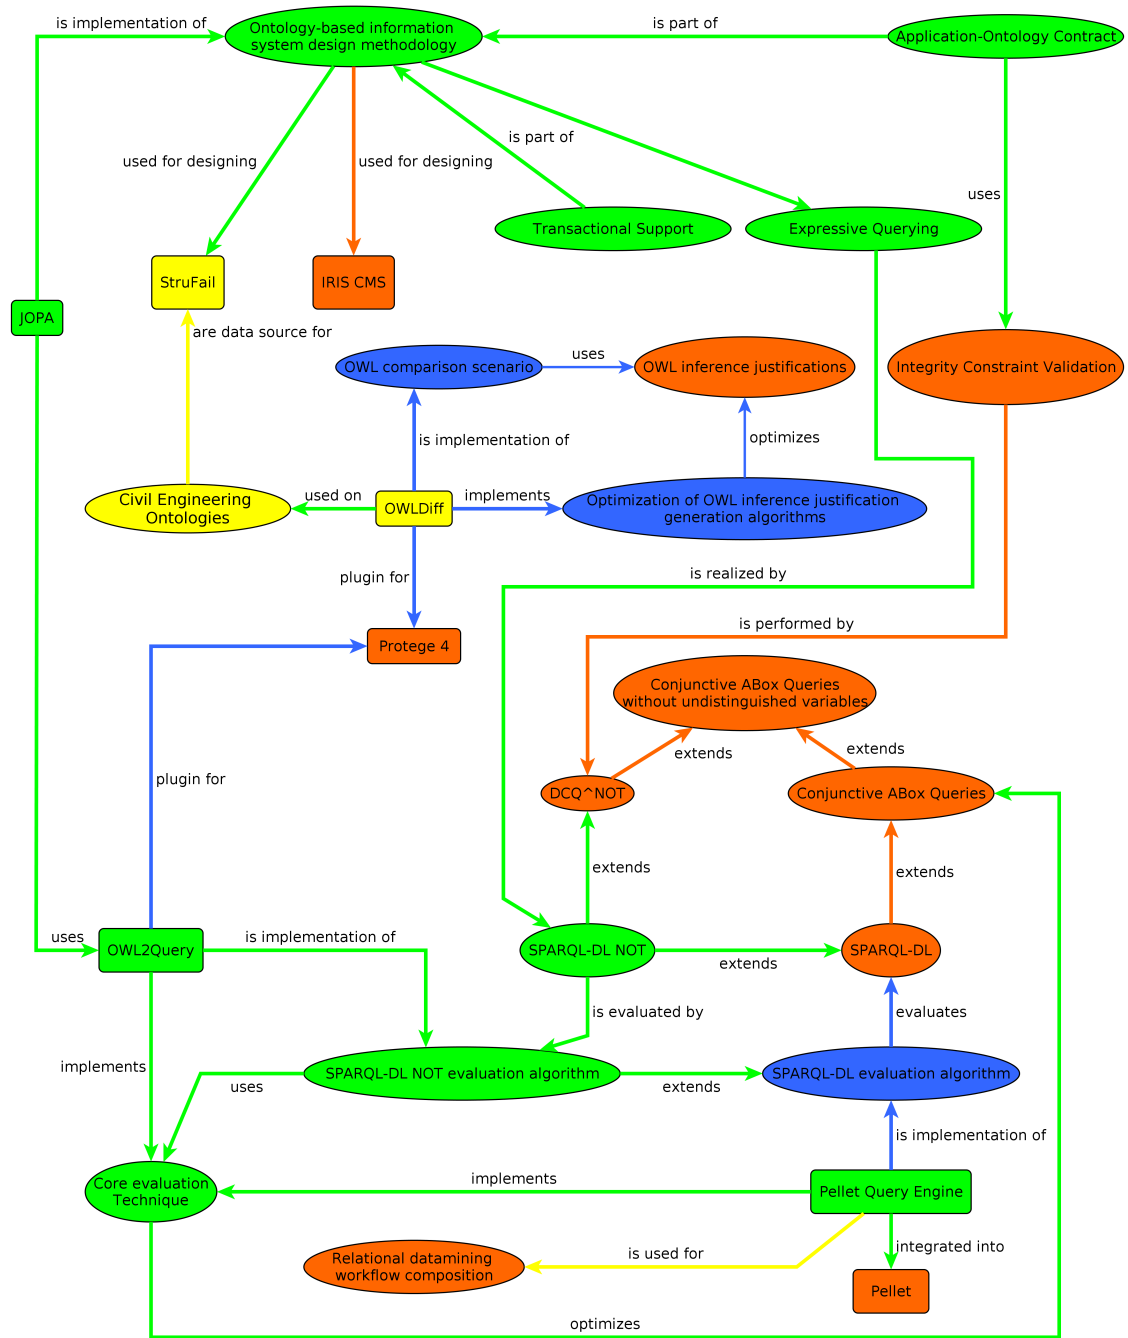 is implementation of
Ontology-based information
system design methodology
is part of
Application-Ontology Contract
is part of
used for designing
used for designing
uses
Transactional Support
Expressive Querying
StruFail
IRIS CMS
JOPA
are data source for
OWL comparison scenario
uses
OWL inference justifications
Integrity Constraint Validation
is implementation of
optimizes
Civil Engineering
Ontologies
used on
OWLDiff
implements
Optimization of OWL inference justification
generation algorithms
plugin for
is realized by
is performed by
Protege 4
Conjunctive ABox Queries
without undistinguished variables
extends
extends
plugin for
DCQ^NOT
Conjunctive ABox Queries
extends
extends
uses
OWL2Query
is implementation of
SPARQL-DL NOT
extends
SPARQL-DL
is evaluated by
evaluates
implements
uses
SPARQL-DL NOT evaluation algorithm
extends
SPARQL-DL evaluation algorithm
is implementation of
Core evaluation
Technique
implements
Pellet Query Engine
Relational datamining
workflow composition
is used for
integrated into
Pellet
optimizes